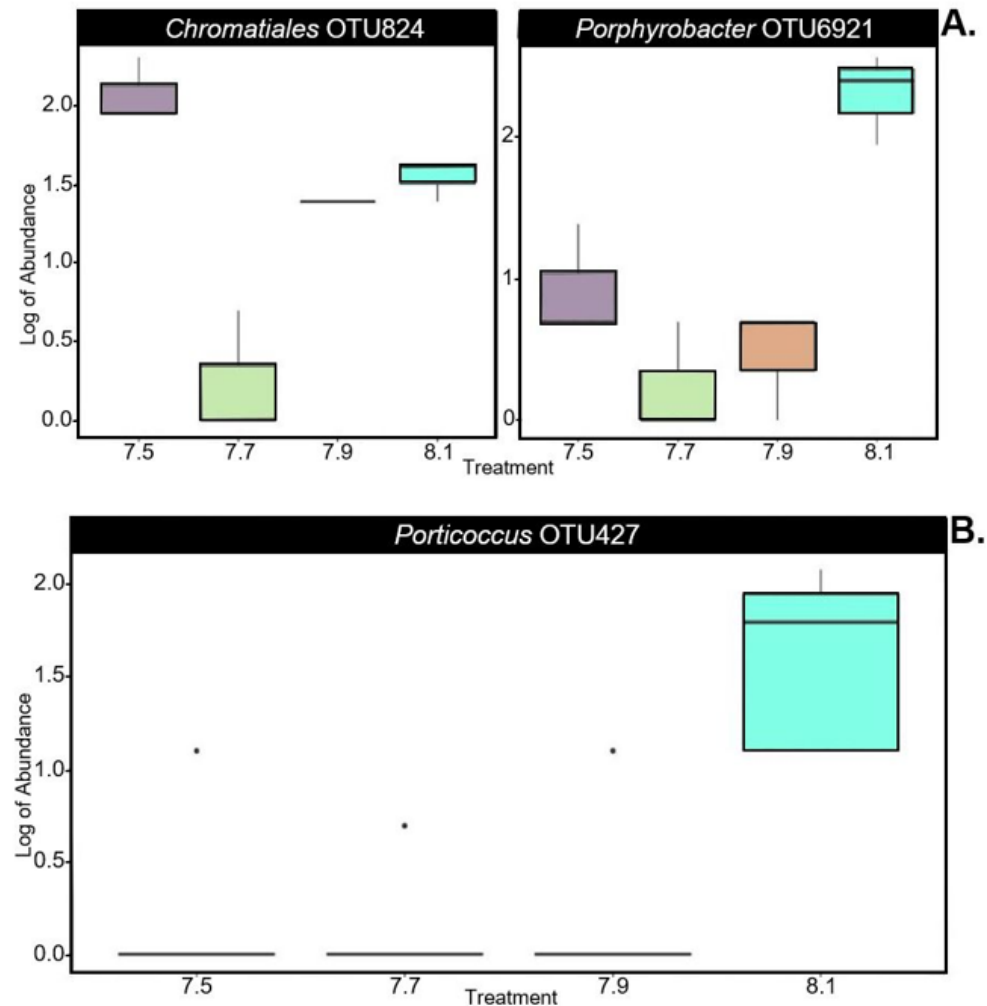 Chromatiales OTU824
Porphyrobacter OTU6921
A.
Log of Abundance
2.0
1.5
1.0
0.5
0.0
2
1
0
7.5 7.7 7.9 8.1
7.5 7.7 7.9 8.1
Treatment
Porticoccus OTU427
B.
Log of Abundance
2.0
1.5
1.0
0.5
0.0
7.5 7.7 7.9 8.1
Treatment